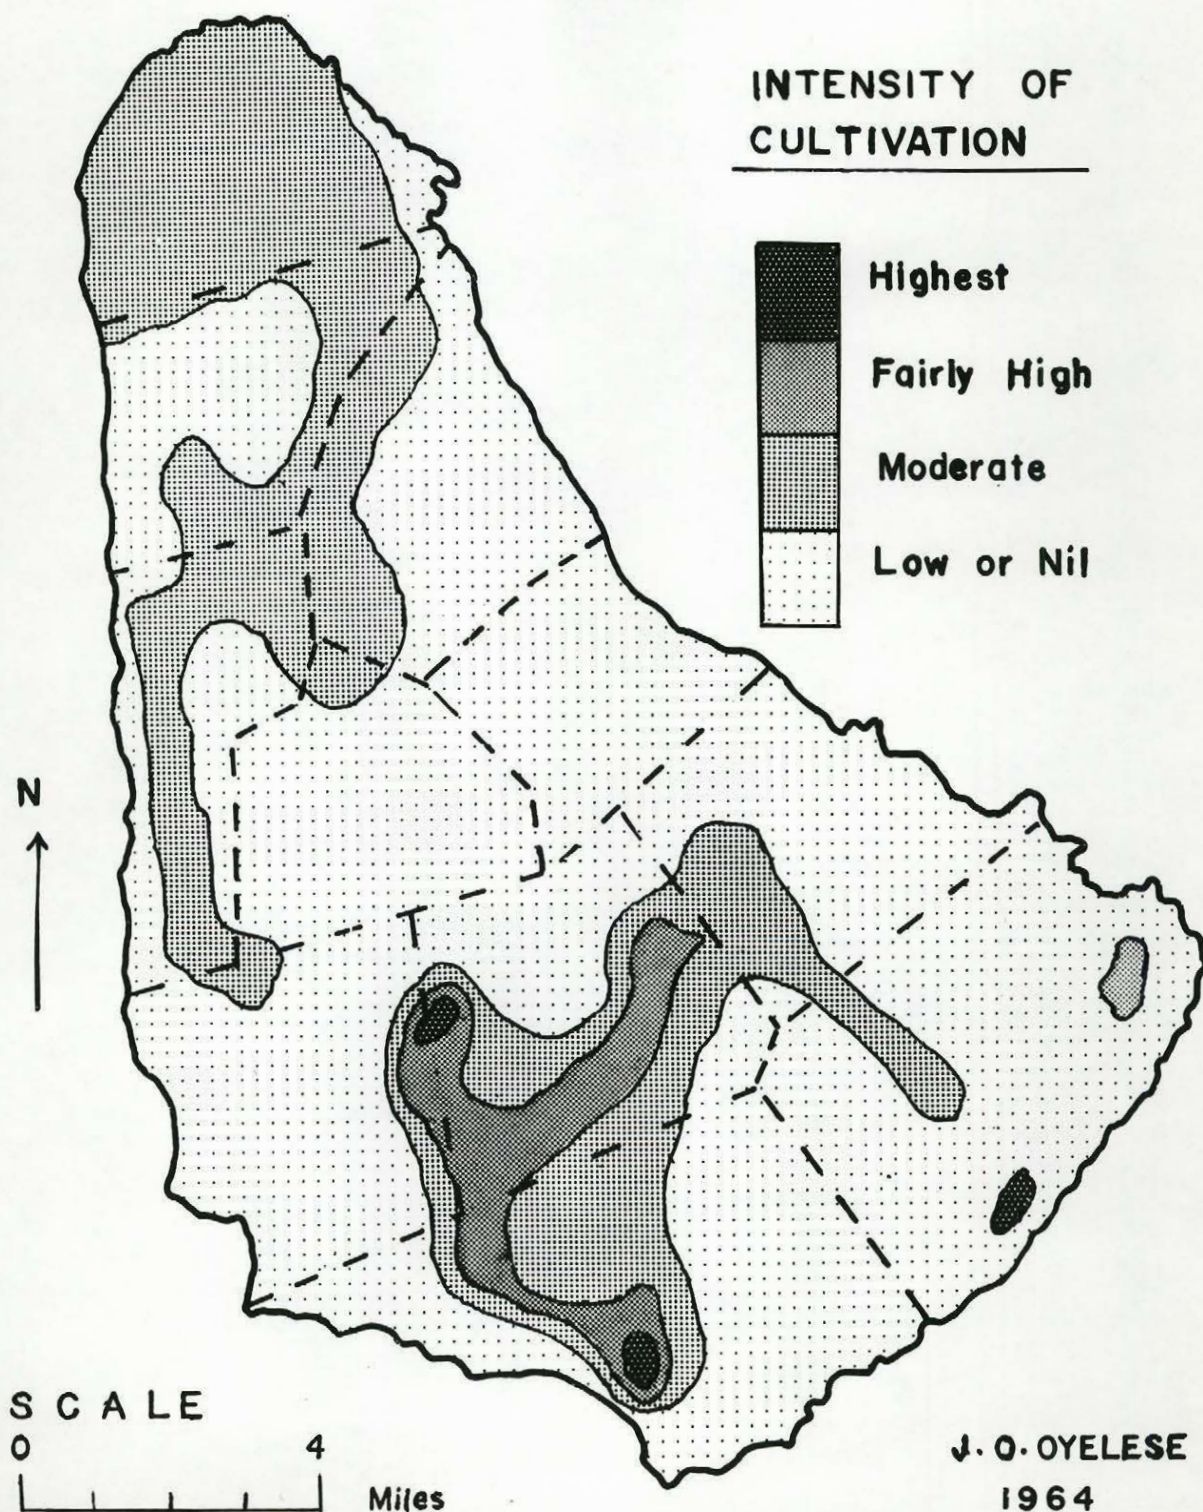 INTENSITY OF
CULTIVATION
Highest
Fairly High
Moderate
Low or Nil
N
SCALE
0 4
Miles
J. O. OYELESE
1964